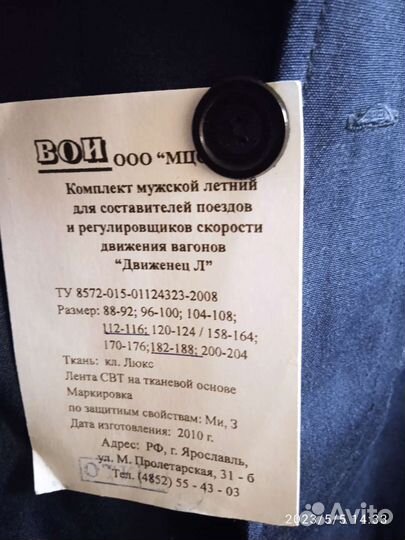 ВОИ ООО "МЦ
Комплект мужской летний
для составителей поездов
и регулировщиков скорости
движения вагонов
"Движенец Л"
ТУ 8572-015-01124323-2008
Размер: 88-92; 96-100; 104-108;
112-116; 120-124 / 158-164;
170-176; 182-188; 200-204
Ткань: кл. Люкс
Лента СВТ на тканевой основе
Маркировка
по защитным свойствам: Ми, З
Дата изготовления: 2010 г.
Адрес: РФ, г. Ярославль,
ул. М. Пролетарская, 31 - б
Тел. (4852) 55 - 43 - 03
2023/5/5 14:33
Avito